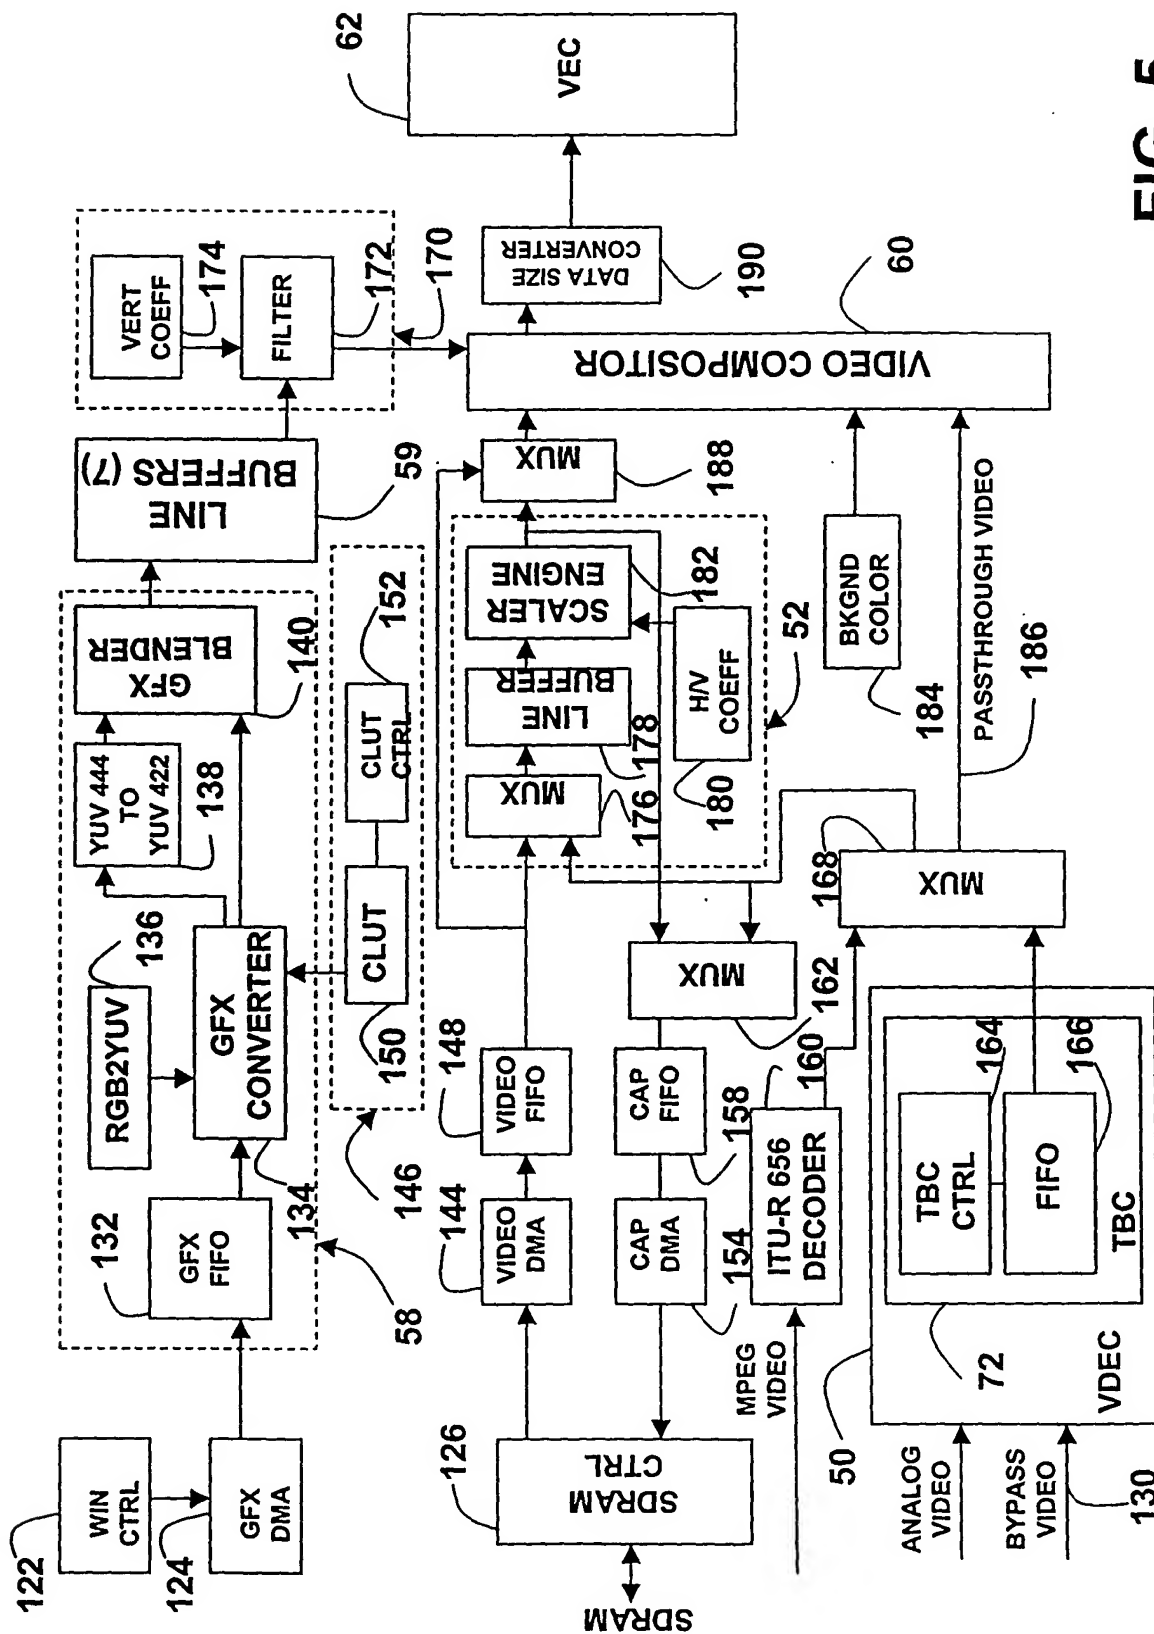 122
WIN
CTRL
124
GFX
DMA
132
GFX
FIFO
134
RGB2YUV
136
GFX
CONVERTER
YUV 444
TO
YUV 422
138
GFX
BLENDER
140
58
LINE
BUFFERS (7)
59
VERT
COEFF
174
FILTER
172
170
146
CLUT
150
CLUT
CTRL
152
SDRAM
126
SDRAM
CTRL
144
VIDEO
DMA
148
VIDEO
FIFO
MUX
176
LINE
BUFFER
178
SCALER
ENGINE
182
H/V
COEFF
180
52
MUX
188
VIDEO COMPOSITOR
60
DATA SIZE
CONVERTER
190
VEC
62
CAP
DMA
154
CAP
FIFO
158
MUX
162
MPEG
VIDEO
ITU-R 656
DECODER
160
MUX
168
BKGND
COLOR
184
PASSTHROUGH VIDEO
186
ANALOG
VIDEO
BYPASS
VIDEO
130
50
VDEC
72
TBC
CTRL
164
FIFO
166
TBC
FIG. 5